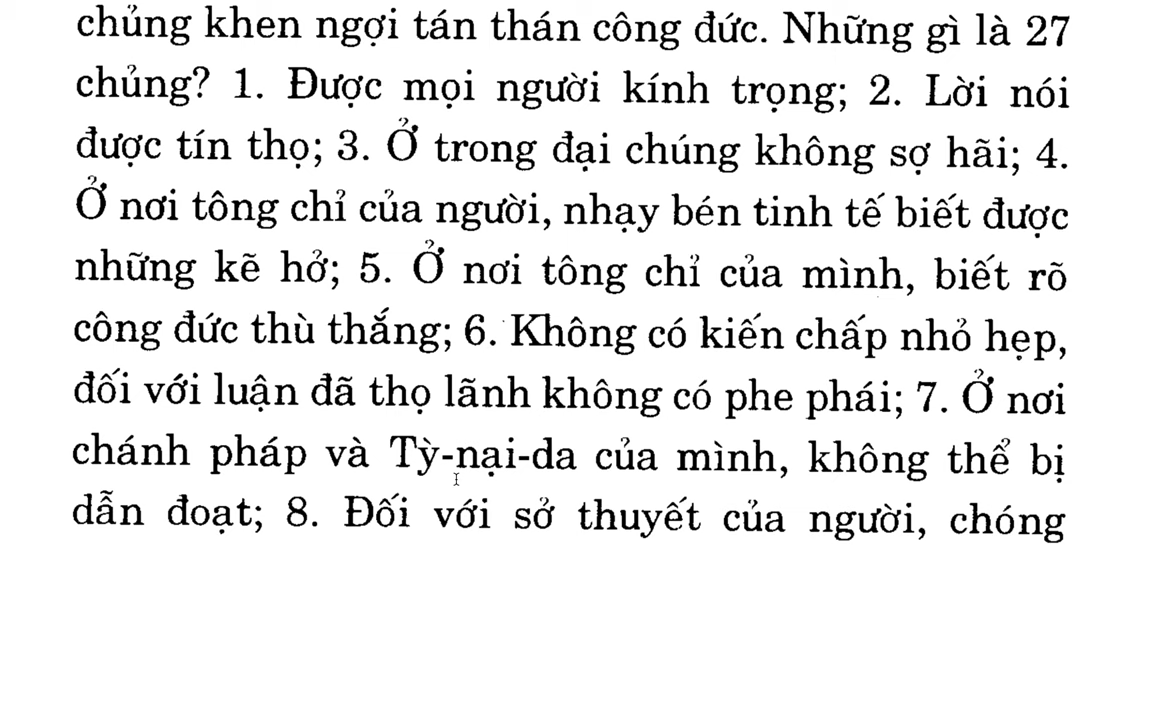 chủng khen ngợi tán thán công đức. Những gì là 27
chủng? 1. Được mọi người kính trọng; 2. Lời nói
được tín thọ; 3. Ở trong đại chúng không sợ hãi; 4.
Ở nơi tông chỉ của người, nhạy bén tinh tế biết được
những kẽ hở; 5. Ở nơi tông chỉ của mình, biết rõ
công đức thù thắng; 6. Không có kiến chấp nhỏ hẹp,
đối với luận đã thọ lãnh không có phe phái; 7. Ở nơi
chánh pháp và Tỳ-nại-da của mình, không thể bị
dẫn đoạt; 8. Đối với sở thuyết của người, chóng